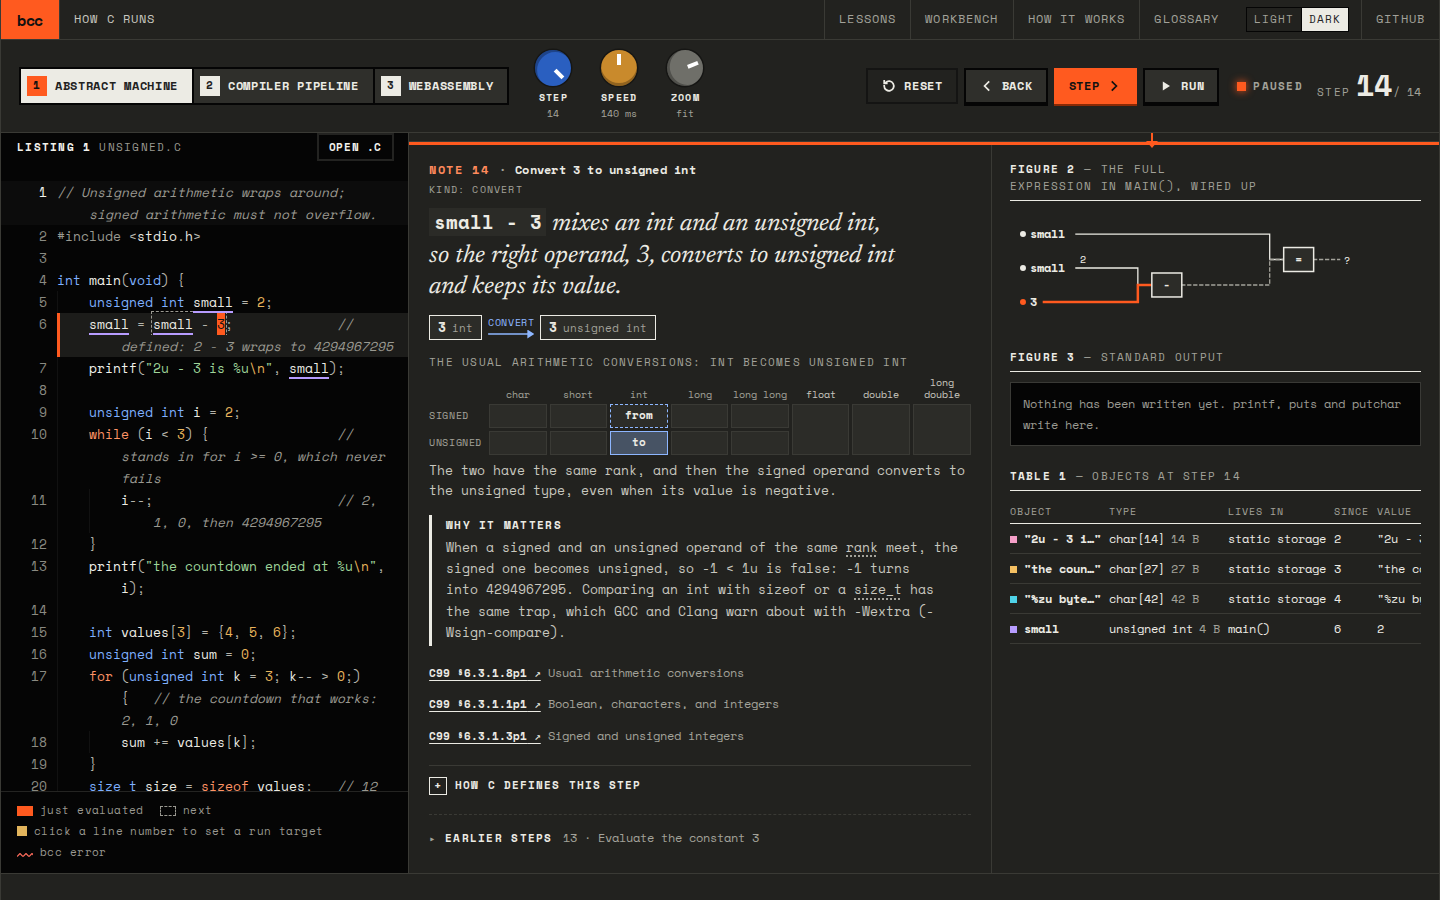 bcc HOW C RUNS LESSONS WORKBENCH HOW IT WORKS GLOSSARY LIGHT DARK GITHUB
1 ABSTRACT MACHINE 2 COMPILER PIPELINE 3 WEBASSEMBLY
STEP SPEED ZOOM
14 140 ms fit
RESET BACK STEP RUN PAUSED STEP 14 / 14
LISTING 1 UNSIGNED.C OPEN .C
1 // Unsigned arithmetic wraps around;
signed arithmetic must not overflow.
2 #include <stdio.h>
3
4 int main(void) {
5 unsigned int small = 2;
6 small = small - 3; //
defined: 2 - 3 wraps to 4294967295
7 printf("2u - 3 is %u\n", small);
8
9 unsigned int i = 2;
10 while (i < 3) { //
stands in for i >= 0, which never
fails
11 i--; // 2,
1, 0, then 4294967295
12 }
13 printf("the countdown ended at %u\n",
i);
14
15 int values[3] = {4, 5, 6};
16 unsigned int sum = 0;
17 for (unsigned int k = 3; k-- > 0;)
{ // the countdown that works:
2, 1, 0
18 sum += values[k];
19 }
20 size_t size = sizeof values; // 12
just evaluated next
click a line number to set a run target
bcc error
NOTE 14 · Convert 3 to unsigned int
KIND: CONVERT
small - 3 mixes an int and an unsigned int,
so the right operand, 3, converts to unsigned int
and keeps its value.
3 int CONVERT 3 unsigned int
THE USUAL ARITHMETIC CONVERSIONS: INT BECOMES UNSIGNED INT
char short int long long long float double long double
SIGNED from
UNSIGNED to
The two have the same rank, and then the signed operand converts to
the unsigned type, even when its value is negative.
WHY IT MATTERS
When a signed and an unsigned operand of the same rank meet, the
signed one becomes unsigned, so -1 < 1u is false: -1 turns
into 4294967295. Comparing an int with sizeof or a size_t has
the same trap, which GCC and Clang warn about with -Wextra (-
Wsign-compare).
C99 §6.3.1.8p1 ↗ Usual arithmetic conversions
C99 §6.3.1.1p1 ↗ Boolean, characters, and integers
C99 §6.3.1.3p1 ↗ Signed and unsigned integers
+ HOW C DEFINES THIS STEP
▸ EARLIER STEPS 13 · Evaluate the constant 3
FIGURE 2 — THE FULL
EXPRESSION IN MAIN(), WIRED UP
small
small 2
3
-
=
?
FIGURE 3 — STANDARD OUTPUT
Nothing has been written yet. printf, puts and putchar
write here.
TABLE 1 — OBJECTS AT STEP 14
OBJECT TYPE LIVES IN SINCE VALUE
"2u - 3 i…" char[14] 14 B static storage 2 "2u - 3
"the coun…" char[27] 27 B static storage 3 "the co
"%zu byte…" char[42] 42 B static storage 4 "%zu by
small unsigned int 4 B main() 6 2